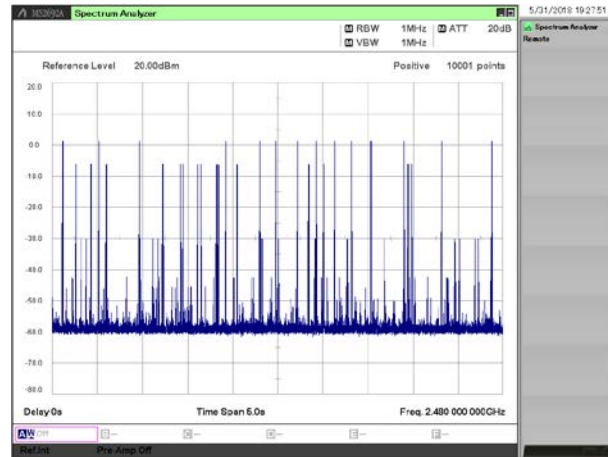 MS2692A Spectrum Analyzer
5/31/2018 19:27:51
Spectrum Analyzer
Remote
RBW 1MHz ATT 20dB
VBW 1MHz
Reference Level 20.00dBm Positive 10001 points
20.0
10.0
0.0
-10.0
-20.0
-30.0
-40.0
-50.0
-60.0
-70.0
-80.0
Delay 0s Time Span 5.0s Freq. 2.480 000 000GHz
A W Off
Ref.Int Pre-Amp Off